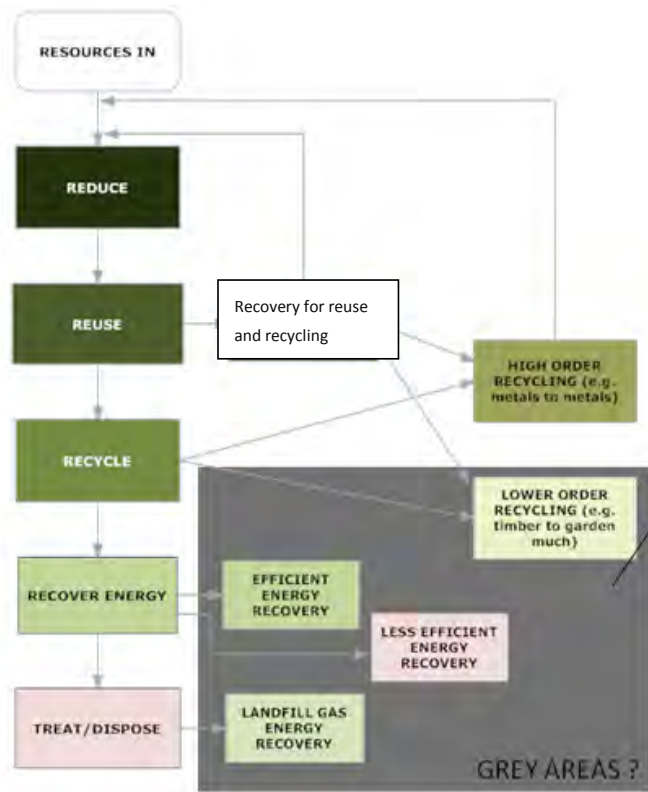 RESOURCES IN
REDUCE
REUSE
Recovery for reuse
and recycling
HIGH ORDER
RECYCLING (e.g.
metals to metals)
RECYCLE
LOWER ORDER
RECYCLING (e.g.
timber to garden
much)
RECOVER ENERGY
EFFICIENT
ENERGY
RECOVERY
LESS EFFICIENT
ENERGY
RECOVERY
TREAT/DISPOSE
LANDFILL GAS
ENERGY
RECOVERY
GREY AREAS ?